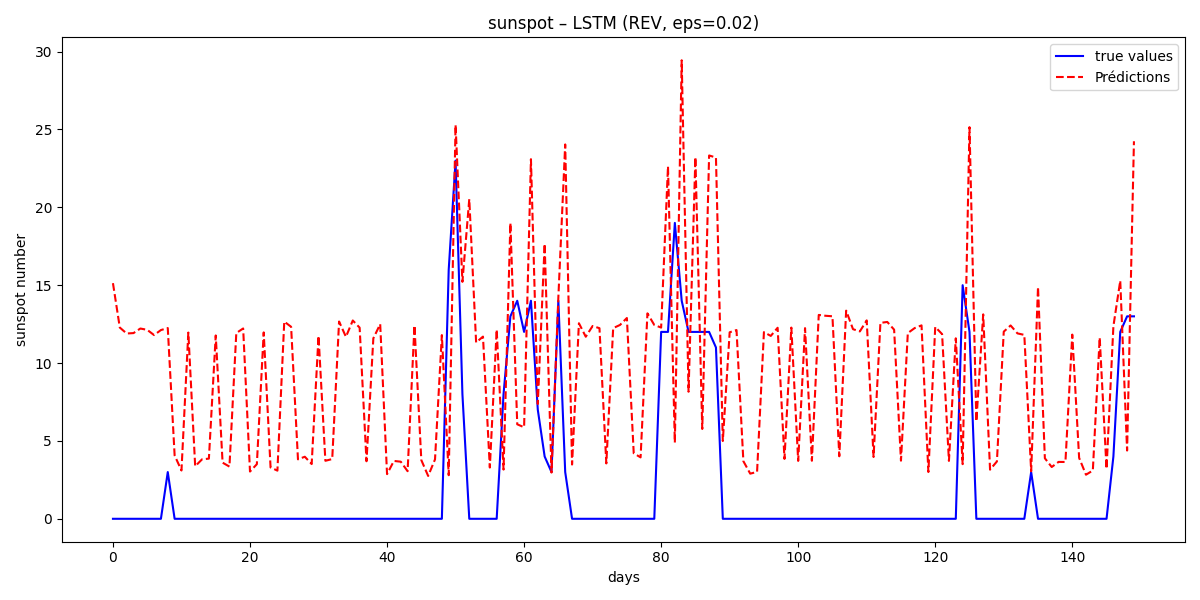 sunspot – LSTM (REV, eps=0.02)
true values
Prédictions
sunspot number
30
25
20
15
10
5
0
0 20 40 60 80 100 120 140
days